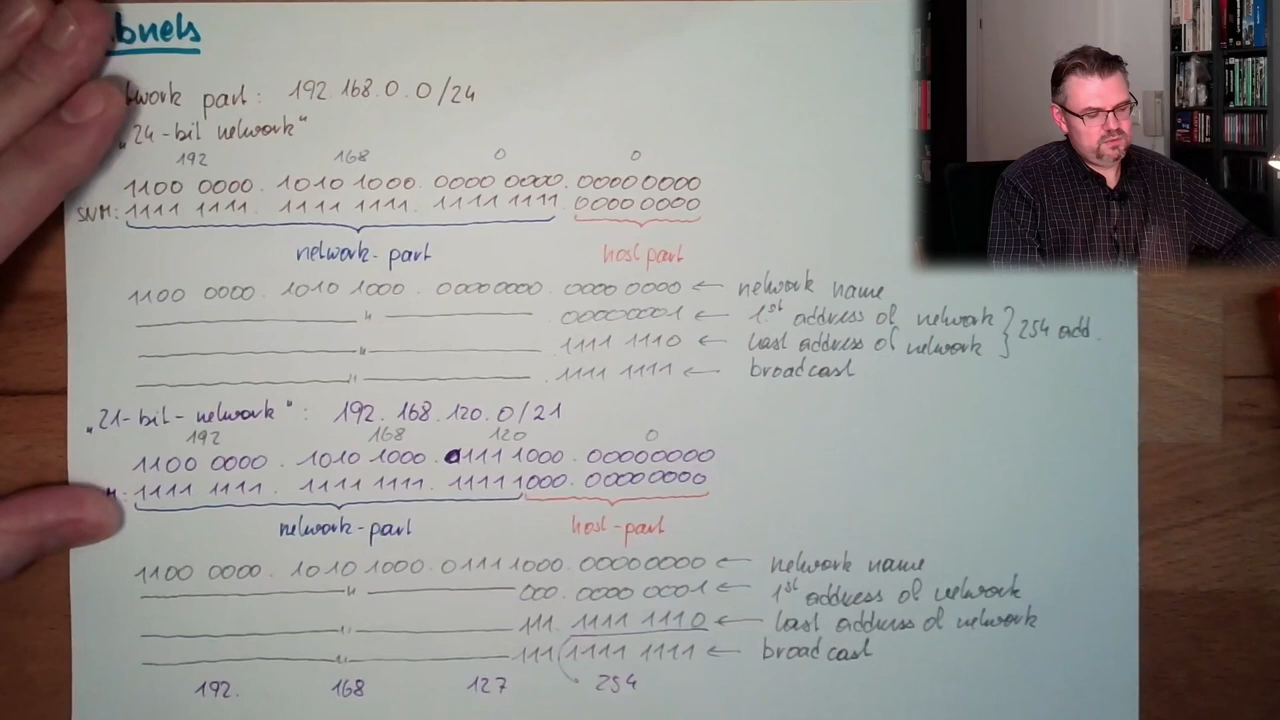 bnets
twork part: 192.168.0.0/24
"24-bit network"
192 168 0 0
1100 0000. 1010 1000. 0000 0000. 0000 0000
SNM: 1111 1111. 1111 1111. 1111 1111. 0000 0000
network-part host part
1100 0000. 1010 1000. 0000 0000. 0000 0000 ← network name
—— " —— 0000 0001 ← 1st address of network
—— " —— .1111 1110 ← last address of network } 254 add.
—— " —— .1111 1111 ← broadcast
"21-bit-network": 192.168.120.0/21
192 168 120 0
1100 0000. 1010 1000. 0111 1000. 0000 0000
M: 1111 1111. 1111 1111. 1111 1000. 0000 0000
network-part host-part
1100 0000. 1010 1000. 0111 1000. 0000 0000 ← network name
—— " —— 000. 0000 0001 ← 1st address of network
—— " —— 111. 1111 1110 ← last address of network
—— " —— 111 1111 1111 ← broadcast
192. 168 127 254